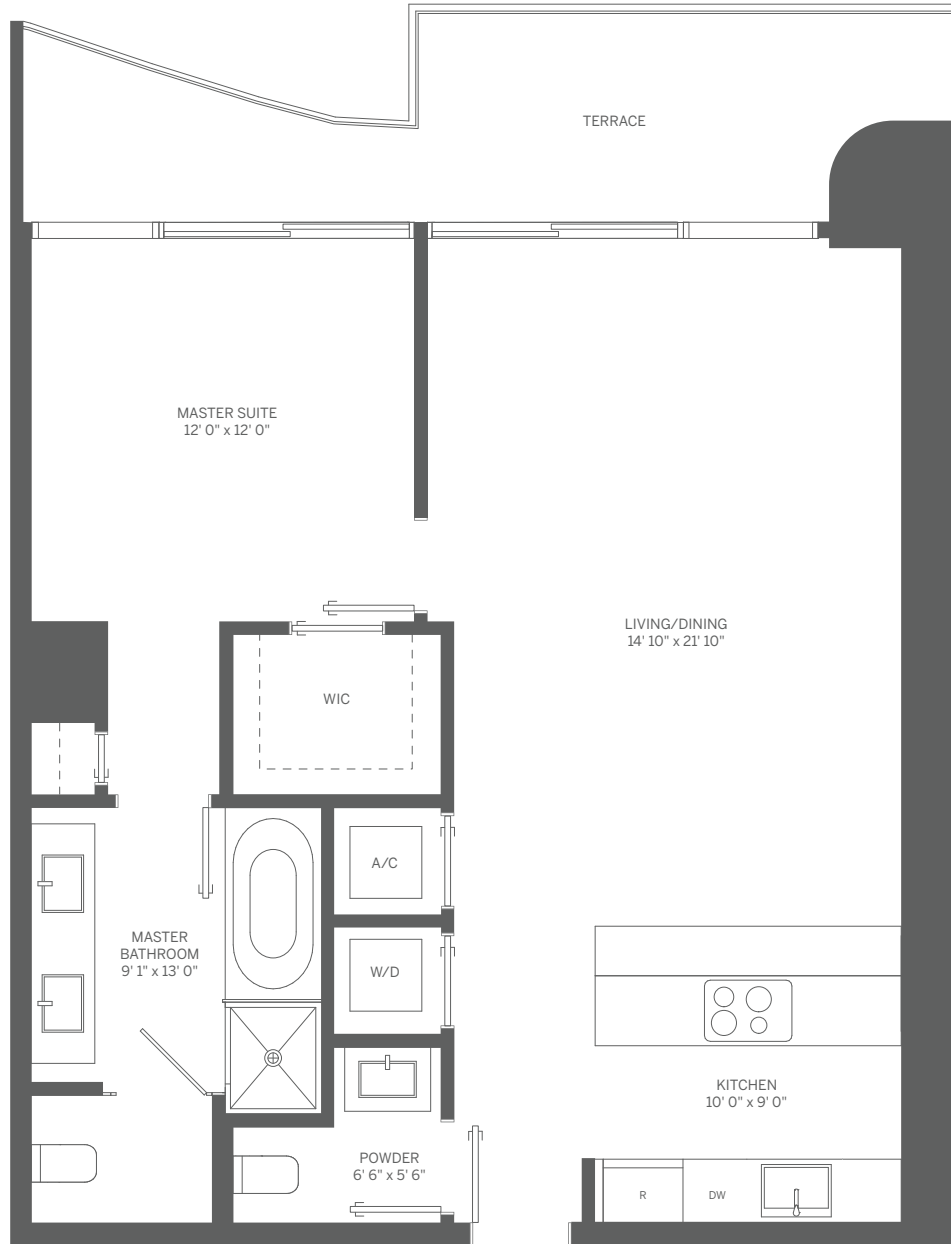 TERRACE
MASTER SUITE
12' 0" x 12' 0"
LIVING/DINING
14' 10" x 21' 10"
WIC
A/C
MASTER
BATHROOM
9' 1" x 13' 0"
W/D
KITCHEN
10' 0" x 9' 0"
POWDER
6' 6" x 5' 6"
R
DW